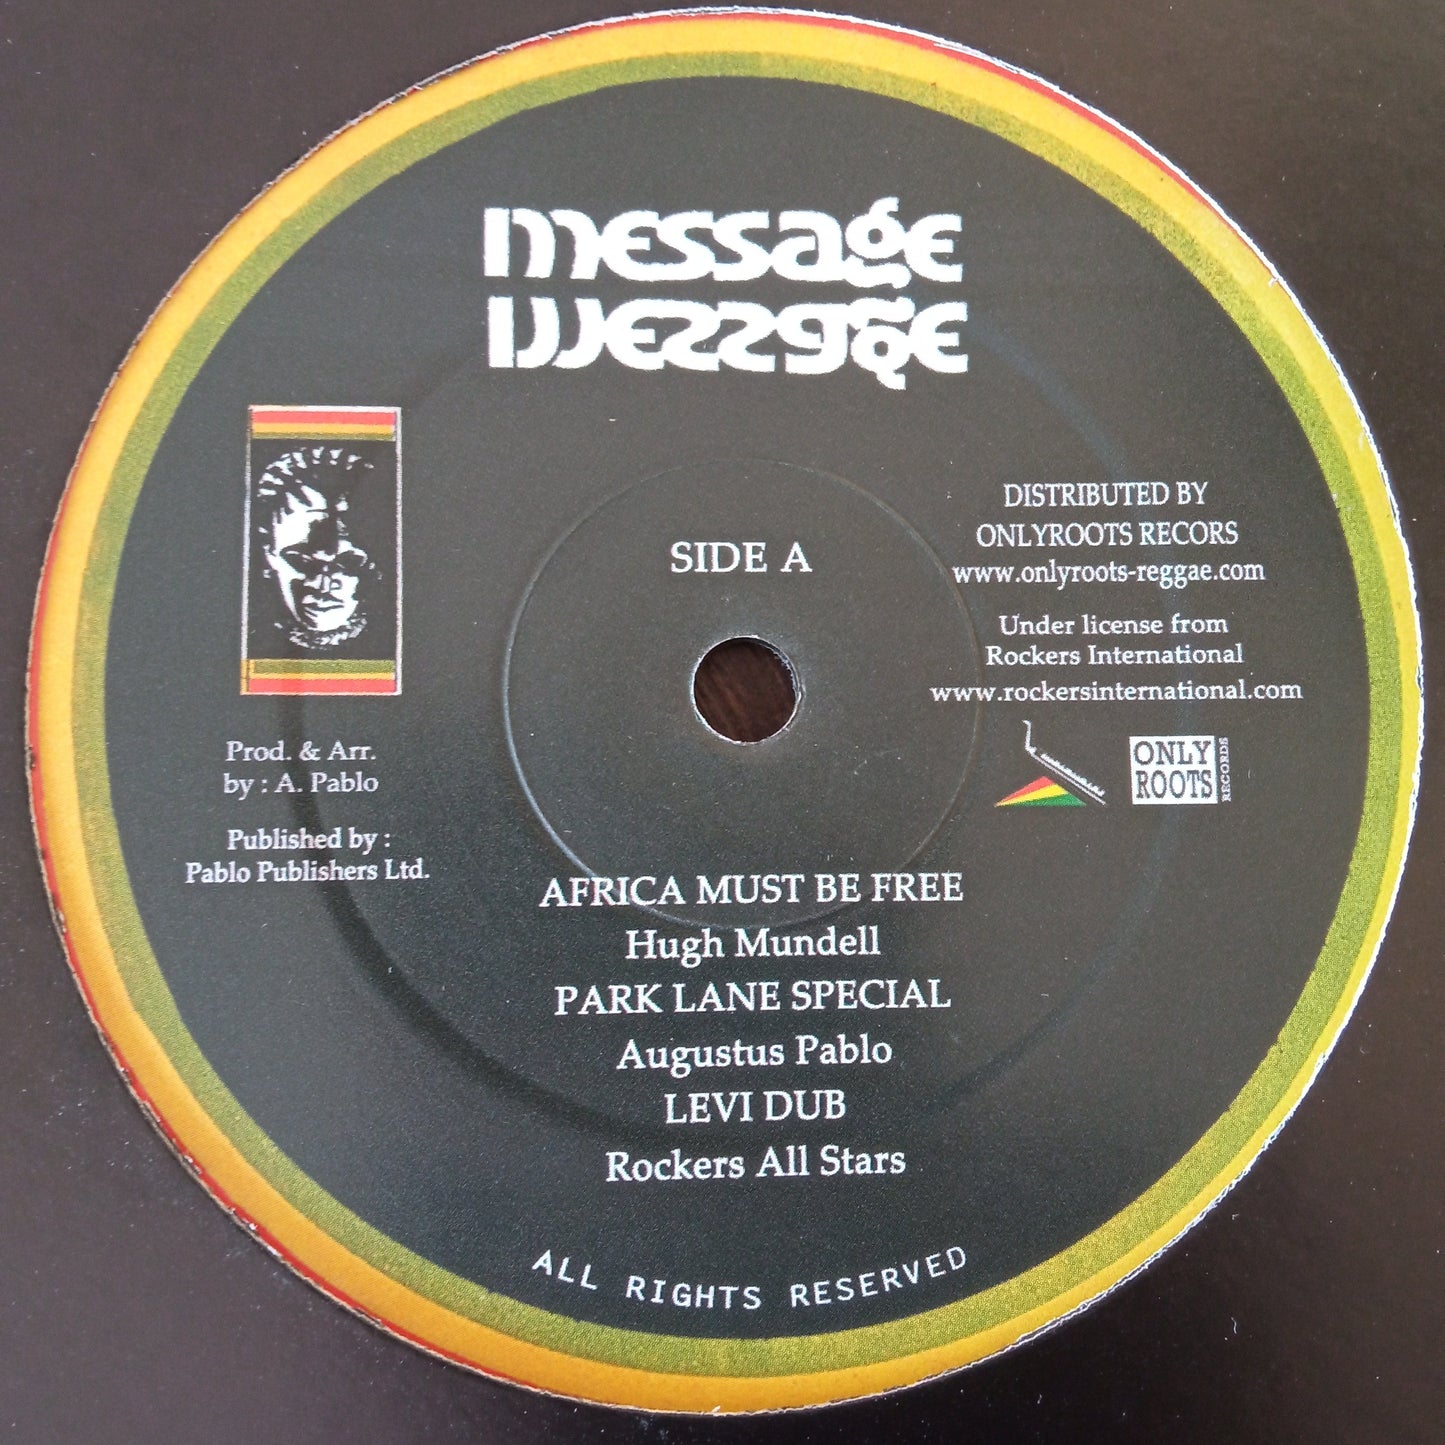 message
message
SIDE A
DISTRIBUTED BY
ONLYROOTS RECORS
www.onlyroots-reggae.com
Under license from
Rockers International
www.rockersinternational.com
ONLY
ROOTS
RECORDS
Prod. & Arr.
by : A. Pablo
Published by :
Pablo Publishers Ltd.
AFRICA MUST BE FREE
Hugh Mundell
PARK LANE SPECIAL
Augustus Pablo
LEVI DUB
Rockers All Stars
ALL RIGHTS RESERVED